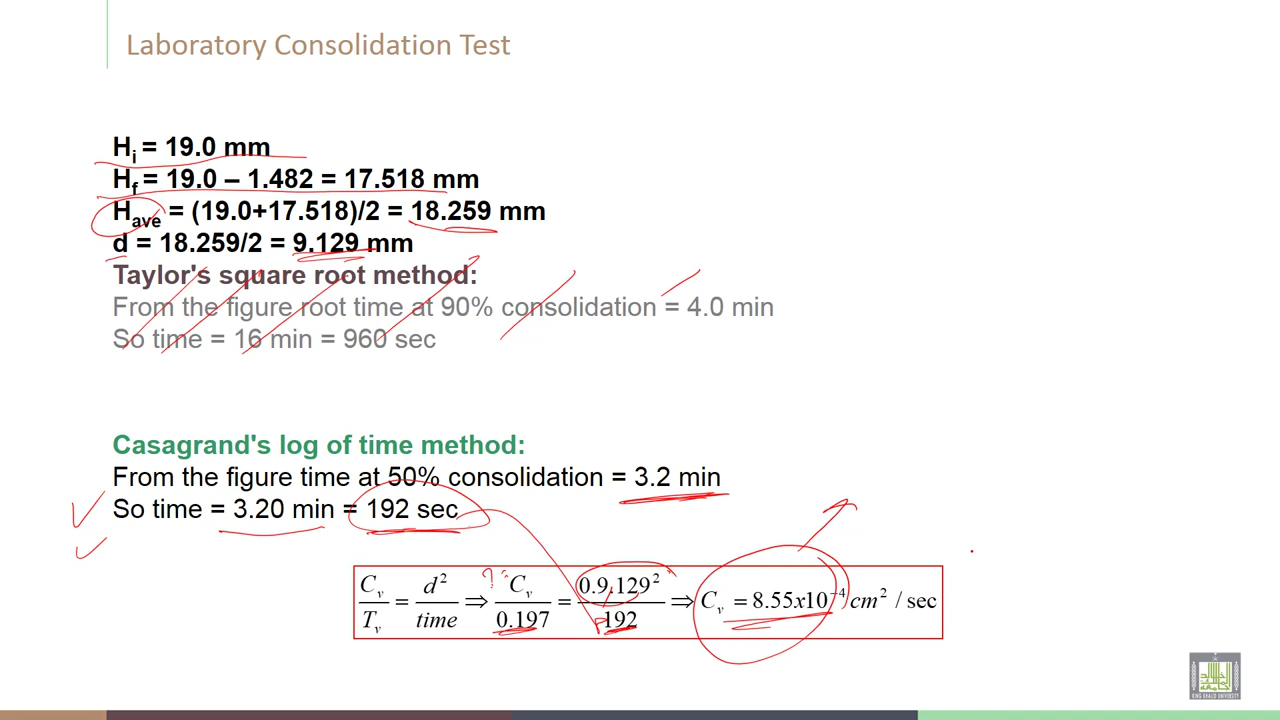 Laboratory Consolidation Test
Hi = 19.0 mm
Hf = 19.0 – 1.482 = 17.518 mm
Have = (19.0+17.518)/2 = 18.259 mm
d = 18.259/2 = 9.129 mm
Taylor's square root method:
From the figure root time at 90% consolidation = 4.0 min
So time = 16 min = 960 sec
Casagrand's log of time method:
From the figure time at 50% consolidation = 3.2 min
So time = 3.20 min = 192 sec
Cv/Tv = d²/time ⇒ Cv/0.197 = 0.9.129²/192 ⇒ Cv = 8.55x10⁻⁴ cm² / sec
?
KING KHALID UNIVERSITY